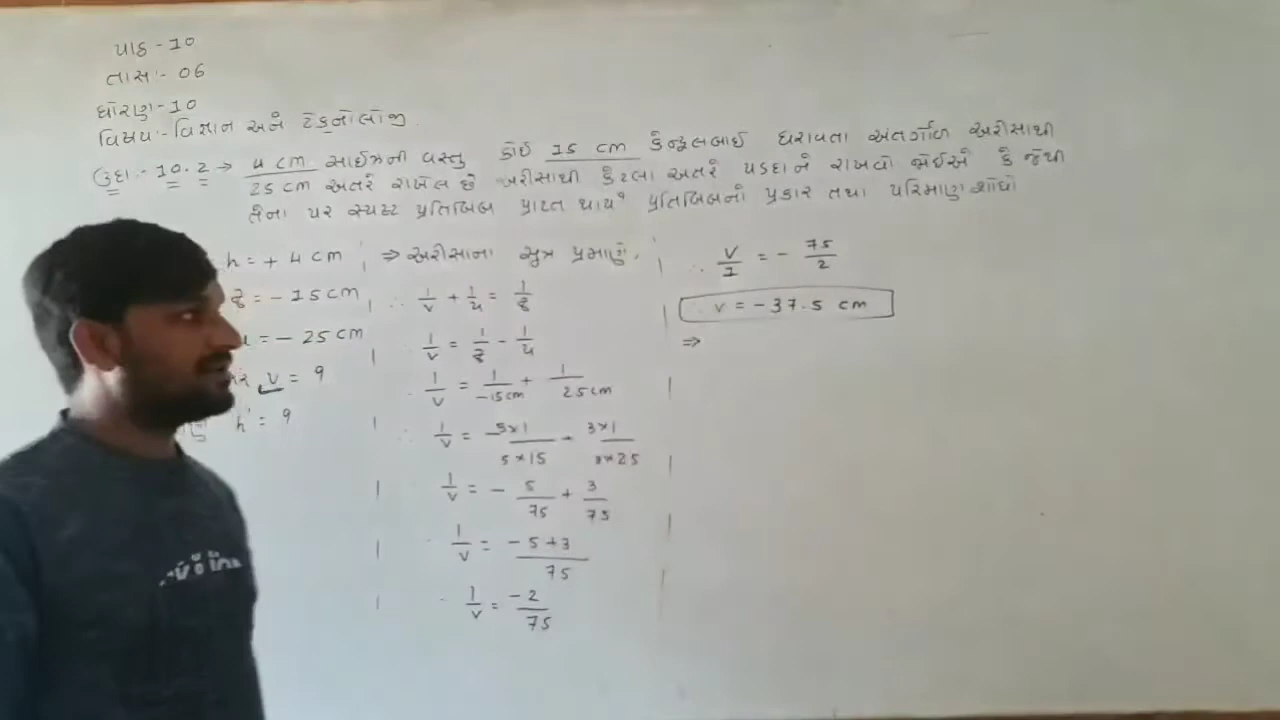 પાઠ - 10
તાસ :- 06
ધોરણ - 10
વિષય :- વિજ્ઞાન અને ટેકનોલોજી
ઉદા. - 10.2 → 4 cm સાઈઝની વસ્તુ કોઈ 15 cm કેન્દ્રલંબાઈ ધરાવતા અંતર્ગોળ અરીસાથી
25 cm અંતરે રાખેલ છે અરીસાથી કેટલા અંતરે પડદાને રાખવો જોઈએ કે જેથી
તેના પર સ્પષ્ટ પ્રતિબિંબ પ્રાપ્ત થાય? પ્રતિબિંબનો પ્રકાર તથા પરિમાણ શોધો
h = + 4 cm
f = - 15 cm
u = - 25 cm
v = ?
h' = ?
⇒ અરીસાના સૂત્ર પ્રમાણે,
∴ 1/v + 1/u = 1/f
1/v = 1/f - 1/u
1/v = 1/-15cm + 1/25cm
∴ 1/v = -5×1/5×15 + 3×1/3×25
1/v = - 5/75 + 3/75
1/v = -5+3/75
∴ 1/v = -2/75
∴ v/1 = - 75/2
∴ v = - 37.5 cm
⇒